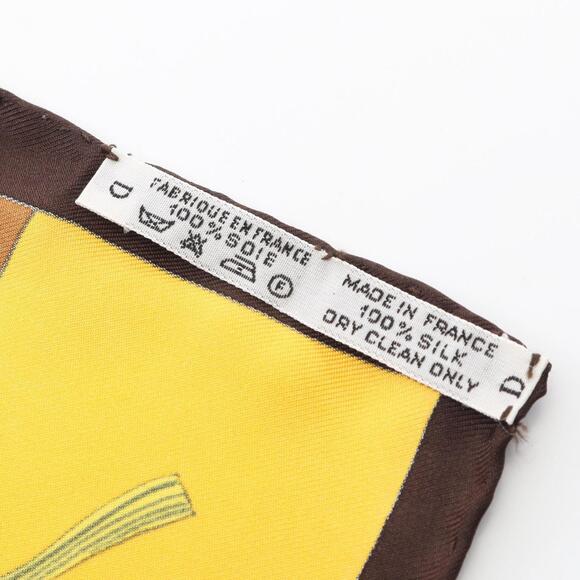 D
FABRIQUE EN FRANCE
100% SOIE
F
MADE IN FRANCE
100% SILK
DRY CLEAN ONLY
D